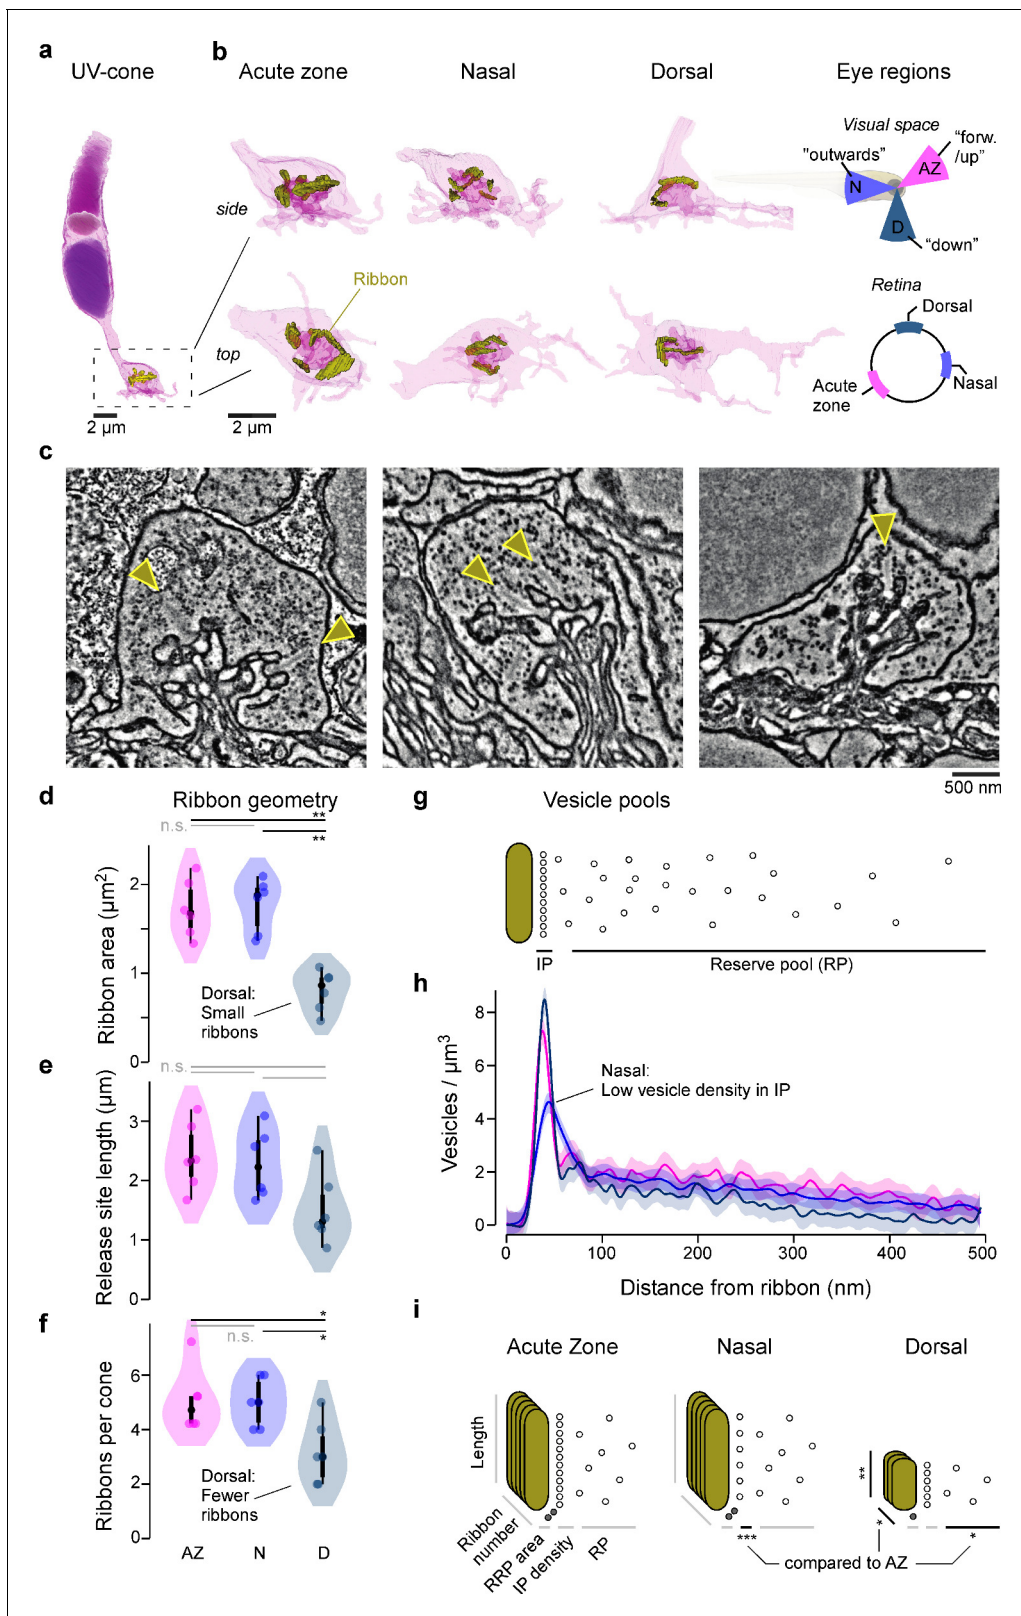 a
UV-cone
2 µm
b
Acute zone
Nasal
Dorsal
Eye regions
side
top
Ribbon
2 µm
Visual space
"outwards"
"forw.
/up"
AZ
N
D
"down"
Retina
Dorsal
Nasal
Acute
zone
c
500 nm
d
Ribbon geometry
n.s.
**
**
Ribbon area (µm²)
2
1
0
Dorsal:
Small
ribbons
e
n.s.
Release site length (µm)
3
2
1
0
f
*
n.s.
*
Ribbons per cone
6
4
2
0
Dorsal:
Fewer
ribbons
AZ
N
D
g
Vesicle pools
IP
Reserve pool (RP)
h
Vesicles / µm³
8
6
4
2
0
Nasal:
Low vesicle density in IP
0
100
200
300
400
500
Distance from ribbon (nm)
i
Acute Zone
Nasal
Dorsal
Length
Ribbon
number
RRP area
IP density
RP
***
**
*
*
compared to AZ